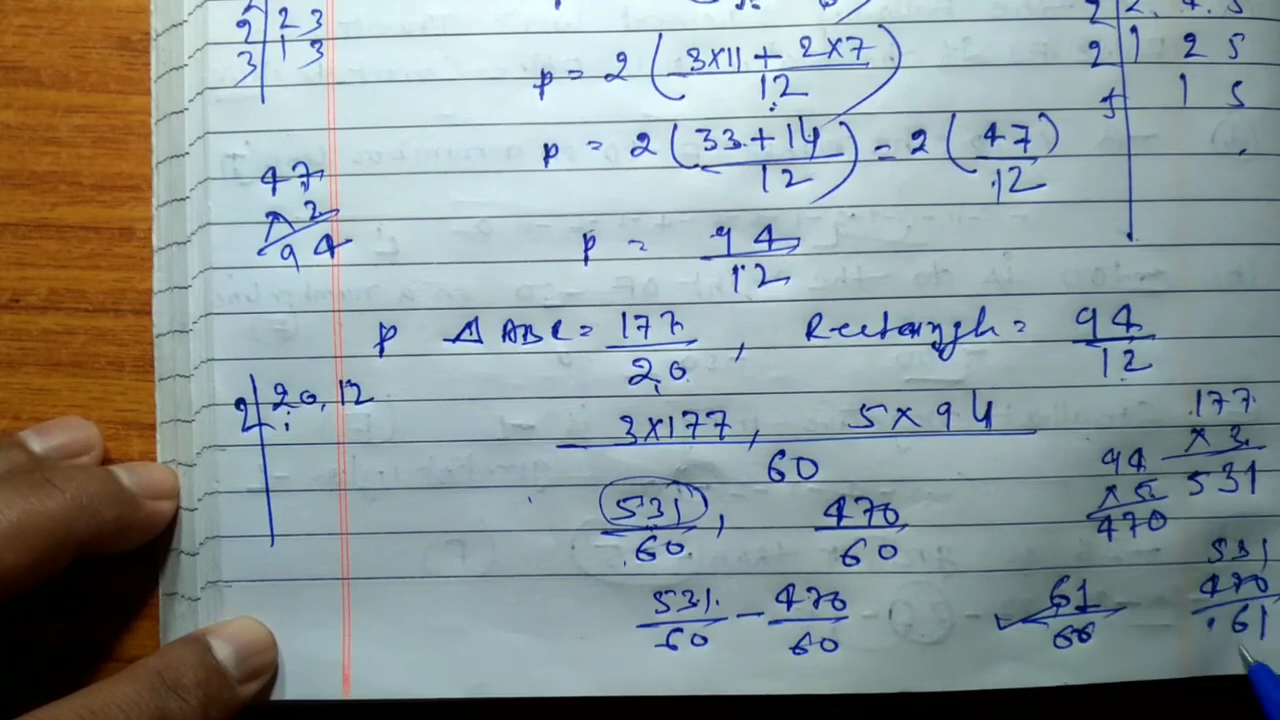 2 | 2 3
3 | 1 3
2 | 2, 4, 5
2 | 1 2 5
5 | 1 5
p = 2 ( 3×11 + 2×7 / 12 )
p = 2 ( 33 + 14 / 12 ) = 2 ( 47 / 12 )
47
×2
94
p = 94 / 12
p △ ABC = 177 / 20 , Rectangle = 94 / 12
2 | 20, 12
3×177 , 5×94 / 60
177
×3
531
94
×5
470
531 / 60 , 470 / 60
531 / 60 - 470 / 60
61 / 60
531
470
61